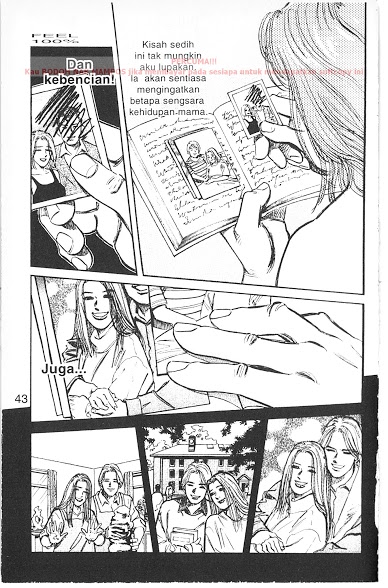 FEEL
100%
Dan
kebencian!
Kisah sedih
ini tak mungkin
aku lupakan.
Ia akan sentiasa
mengingatkan
betapa sengsara
kehidupan mama.
Juga...
43